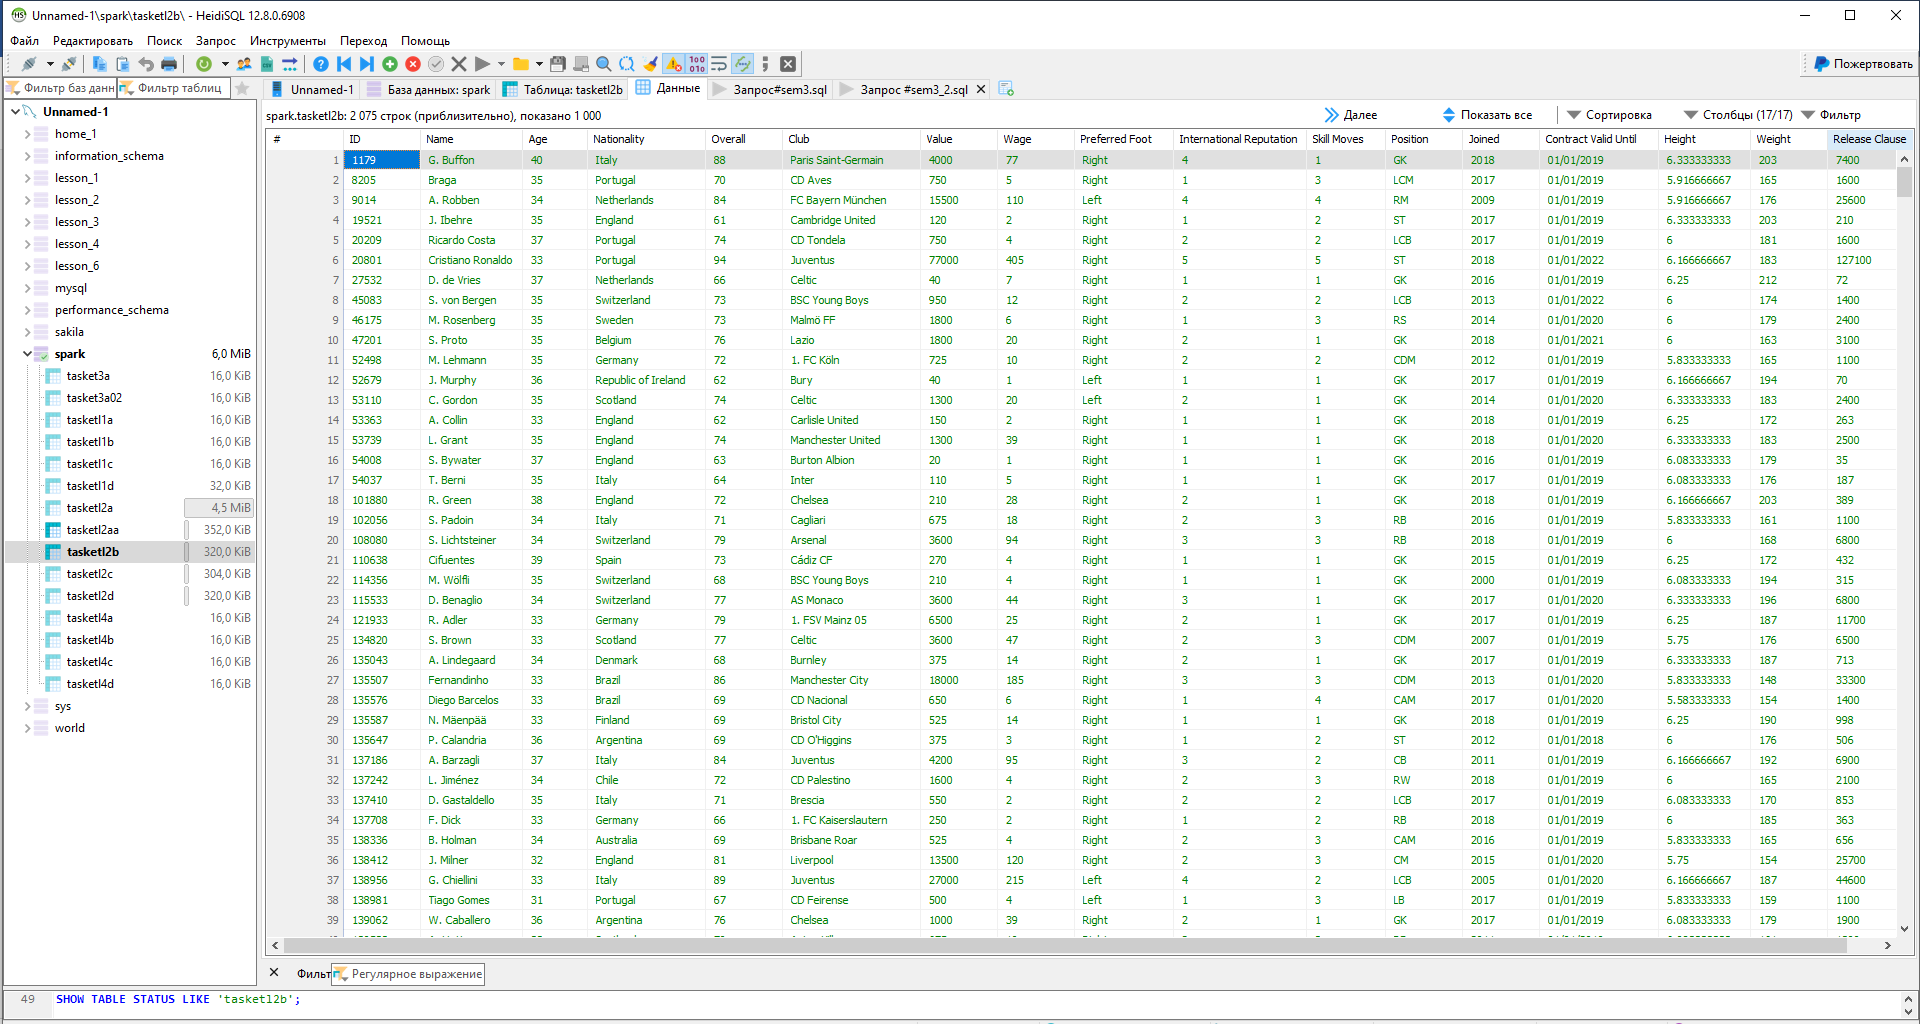 Unnamed-1\spark\tasketl2b\ - HeidiSQL 12.8.0.6908
Файл Редактировать Поиск Запрос Инструменты Переход Помощь
Пожертвовать
Фильтр баз данн Фильтр таблиц
Unnamed-1 База данных: spark Таблица: tasketl2b Данные Запрос#sem3.sql Запрос #sem3_2.sql
Unnamed-1
home_1
information_schema
lesson_1
lesson_2
lesson_3
lesson_4
lesson_6
mysql
performance_schema
sakila
spark 6,0 MiB
tasket3a 16,0 KiB
tasket3a02 16,0 KiB
tasketl1a 16,0 KiB
tasketl1b 16,0 KiB
tasketl1c 16,0 KiB
tasketl1d 32,0 KiB
tasketl2a 4,5 MiB
tasketl2aa 352,0 KiB
tasketl2b 320,0 KiB
tasketl2c 304,0 KiB
tasketl2d 320,0 KiB
tasketl4a 16,0 KiB
tasketl4b 16,0 KiB
tasketl4c 16,0 KiB
tasketl4d 16,0 KiB
sys
world
spark.tasketl2b: 2 075 строк (приблизительно), показано 1 000 Далее Показать все Сортировка Столбцы (17/17) Фильтр
# ID Name Age Nationality Overall Club Value Wage Preferred Foot International Reputation Skill Moves Position Joined Contract Valid Until Height Weight Release Clause
1 1179 G. Buffon 40 Italy 88 Paris Saint-Germain 4000 77 Right 4 1 GK 2018 01/01/2019 6.333333333 203 7400
2 8205 Braga 35 Portugal 70 CD Aves 750 5 Right 1 3 LCM 2017 01/01/2019 5.916666667 165 1600
3 9014 A. Robben 34 Netherlands 84 FC Bayern München 15500 110 Left 4 4 RM 2009 01/01/2019 5.916666667 176 25600
4 19521 J. Ibehre 35 England 61 Cambridge United 120 2 Right 1 2 ST 2017 01/01/2019 6.333333333 203 210
5 20209 Ricardo Costa 37 Portugal 74 CD Tondela 750 4 Right 2 2 LCB 2017 01/01/2019 6 181 1600
6 20801 Cristiano Ronaldo 33 Portugal 94 Juventus 77000 405 Right 5 5 ST 2018 01/01/2022 6.166666667 183 127100
7 27532 D. de Vries 37 Netherlands 66 Celtic 40 7 Right 1 1 GK 2016 01/01/2019 6.25 212 72
8 45083 S. von Bergen 35 Switzerland 73 BSC Young Boys 950 12 Right 2 2 LCB 2013 01/01/2022 6 174 1400
9 46175 M. Rosenberg 35 Sweden 73 Malmö FF 1800 6 Right 1 3 RS 2014 01/01/2020 6 179 2400
10 47201 S. Proto 35 Belgium 76 Lazio 1800 20 Right 2 1 GK 2018 01/01/2021 6 163 3100
11 52498 M. Lehmann 35 Germany 72 1. FC Köln 725 10 Right 2 2 CDM 2012 01/01/2019 5.833333333 165 1100
12 52679 J. Murphy 36 Republic of Ireland 62 Bury 40 1 Left 1 1 GK 2017 01/01/2019 6.166666667 194 70
13 53110 C. Gordon 35 Scotland 74 Celtic 1300 20 Left 2 1 GK 2014 01/01/2020 6.333333333 183 2400
14 53363 A. Collin 33 England 62 Carlisle United 150 2 Right 1 1 GK 2018 01/01/2019 6.25 172 263
15 53739 L. Grant 35 England 74 Manchester United 1300 39 Right 1 1 GK 2018 01/01/2020 6.333333333 183 2500
16 54008 S. Bywater 37 England 63 Burton Albion 20 1 Right 1 1 GK 2016 01/01/2019 6.083333333 179 35
17 54037 T. Berni 35 Italy 64 Inter 110 5 Right 1 1 GK 2014 01/01/2019 6.083333333 176 187
18 101880 R. Green 38 England 72 Chelsea 210 28 Right 2 1 GK 2018 01/01/2019 6.166666667 203 389
19 102056 S. Padoin 34 Italy 71 Cagliari 675 18 Right 2 3 RB 2016 01/01/2019 5.833333333 161 1100
20 108080 S. Lichtsteiner 34 Switzerland 79 Arsenal 3600 94 Right 3 3 RB 2018 01/01/2019 6 168 6800
21 110638 Cifuentes 39 Spain 73 Cádiz CF 270 4 Right 1 1 GK 2015 01/01/2019 6.25 172 432
22 114356 M. Wölfli 35 Switzerland 68 BSC Young Boys 210 4 Right 1 1 GK 2000 01/01/2019 6.083333333 194 315
23 115533 D. Benaglio 34 Switzerland 77 AS Monaco 3600 44 Right 3 1 GK 2017 01/01/2020 6.333333333 196 6800
24 121933 R. Adler 33 Germany 79 1. FSV Mainz 05 6500 25 Right 2 1 GK 2017 01/01/2019 6.25 187 11700
25 134820 S. Brown 33 Scotland 77 Celtic 3600 47 Right 2 3 CDM 2007 01/01/2019 5.75 176 6500
26 135043 A. Lindegaard 34 Denmark 68 Burnley 375 14 Right 2 1 GK 2017 01/01/2019 6.333333333 187 713
27 135507 Fernandinho 33 Brazil 86 Manchester City 18000 185 Right 3 3 CDM 2013 01/01/2020 5.833333333 148 33300
28 135576 Diego Barcelos 33 Brazil 69 CD Nacional 650 6 Right 1 4 CAM 2017 01/01/2020 5.583333333 154 1400
29 135587 N. Mäenpää 33 Finland 69 Bristol City 525 14 Right 1 1 GK 2018 01/01/2019 6.25 190 998
30 135647 P. Calandria 36 Argentina 69 CD O'Higgins 375 3 Right 1 2 ST 2012 01/01/2018 6 176 506
31 137186 A. Barzagli 37 Italy 84 Juventus 4200 95 Right 3 2 CB 2011 01/01/2019 6.166666667 192 6900
32 137242 L. Jiménez 34 Chile 72 CD Palestino 1600 4 Right 2 3 RW 2018 01/01/2019 6 165 2100
33 137410 D. Gastaldello 35 Italy 71 Brescia 550 2 Right 2 2 LCB 2017 01/01/2019 6.083333333 170 853
34 137708 F. Dick 33 Germany 66 1. FC Kaiserslautern 250 2 Right 1 2 RB 2018 01/01/2019 6 185 363
35 138336 B. Holman 34 Australia 69 Brisbane Roar 525 4 Right 2 3 CAM 2016 01/01/2019 5.833333333 165 656
36 138412 J. Milner 32 England 81 Liverpool 13500 120 Right 2 3 CM 2015 01/01/2020 5.75 154 25700
37 138956 G. Chiellini 33 Italy 89 Juventus 27000 215 Left 4 2 LCB 2005 01/01/2020 6.166666667 187 44600
38 138981 Tiago Gomes 31 Portugal 67 CD Feirense 500 4 Left 1 3 LB 2017 01/01/2019 5.833333333 159 1100
39 139062 W. Caballero 36 Argentina 76 Chelsea 1000 39 Right 2 1 GK 2017 01/01/2019 6.083333333 179 1900
Фильт Регулярное выражение
49 SHOW TABLE STATUS LIKE 'tasketl2b';